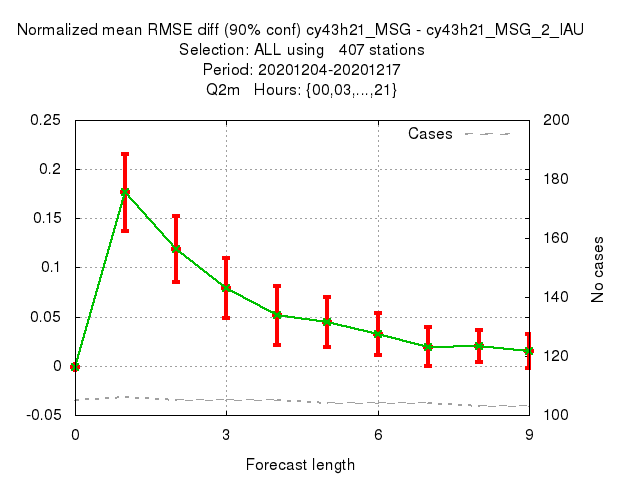 Normalized mean RMSE diff (90% conf) cy43h21_MSG - cy43h21_MSG_2_IAU
Selection: ALL using   407 stations
Period: 20201204-20201217
Q2m   Hours: {00,03,...,21}
Cases
0.25
0.2
0.15
0.1
0.05
0
-0.05
200
180
160
140
120
100
No cases
0
3
6
9
Forecast length